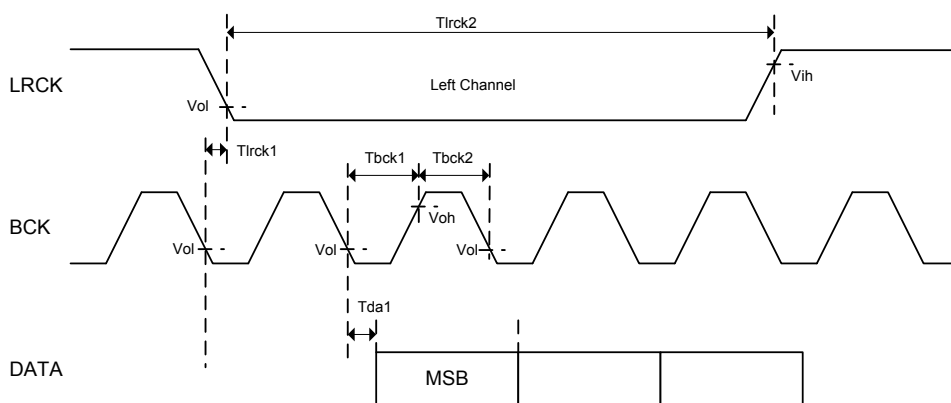 Tlrck2
LRCK
Left Channel
Vol
Vih
Tlrck1
Tbck1
Tbck2
BCK
Vol
Vol
Voh
Vol
Tda1
DATA
MSB